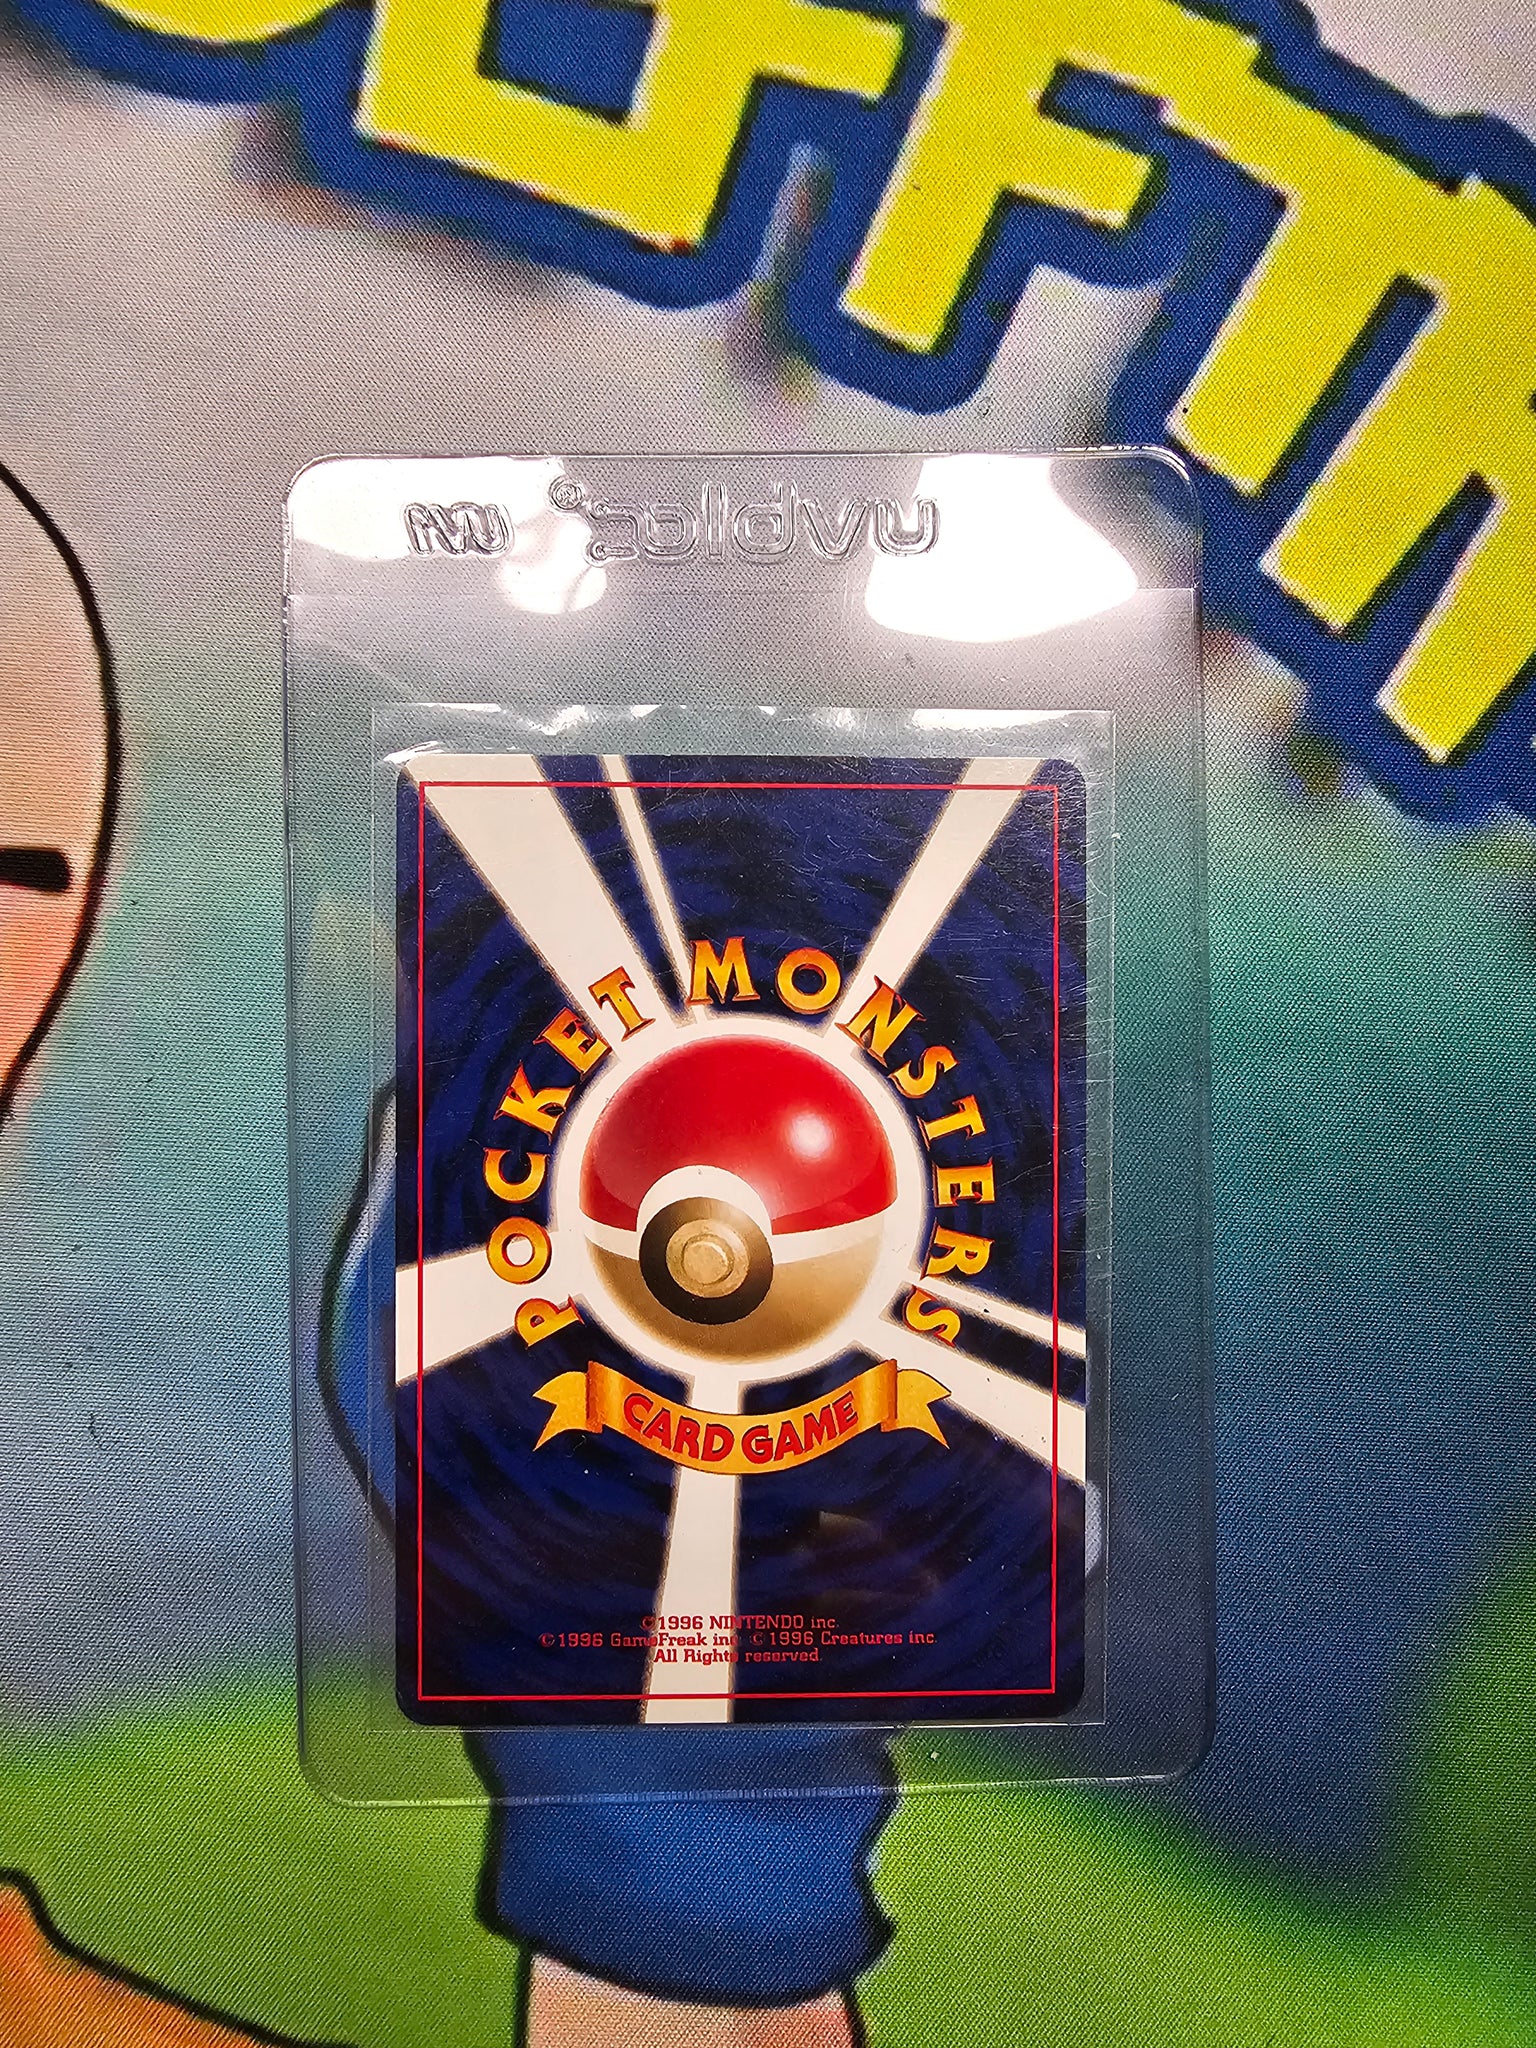 POCKET MONSTERS
CARD GAME
©1996 NINTENDO inc.
©1996 GameFreak inc. ©1996 Creatures inc.
All Rights reserved.